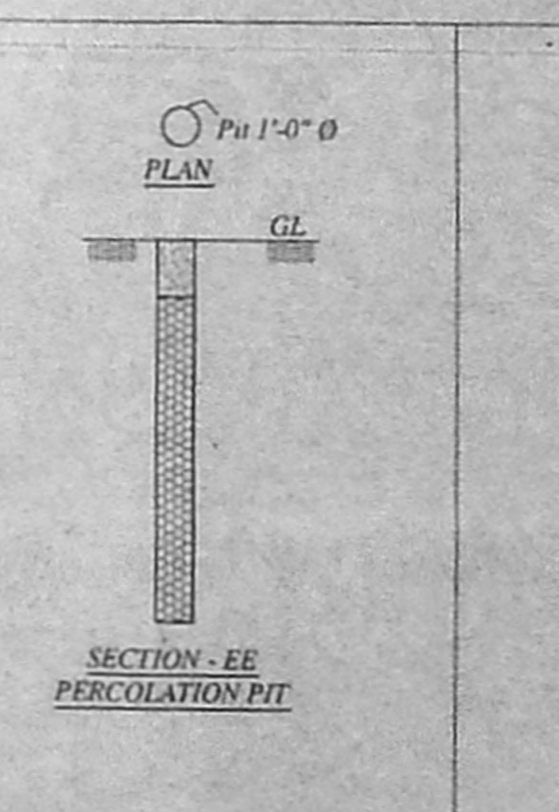 Pit 1'-0" Ø
PLAN
GL
SECTION - EE
PERCOLATION PIT